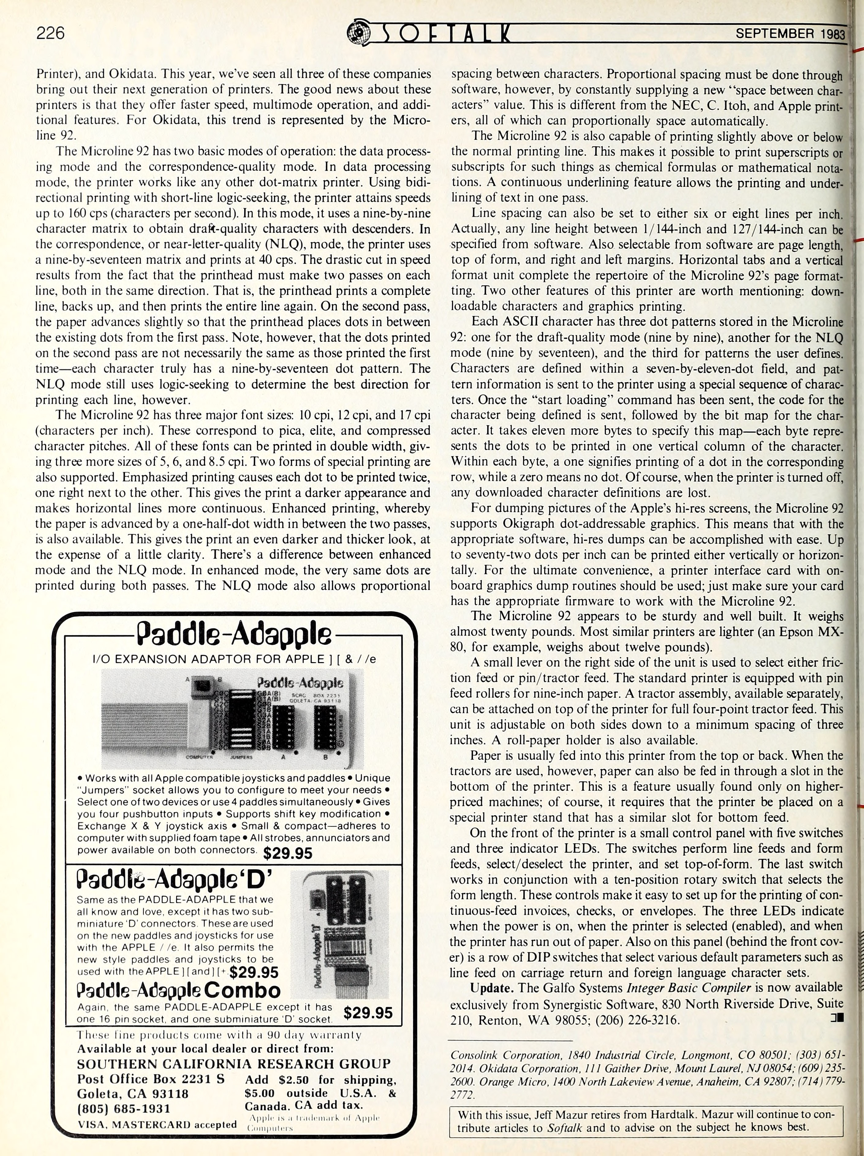 226
SOFTALK
SEPTEMBER 1983
Printer), and Okidata. This year, we've seen all three of these companies
bring out their next generation of printers. The good news about these
printers is that they offer faster speed, multimode operation, and addi-
tional features. For Okidata, this trend is represented by the Micro-
line 92.
The Microline 92 has two basic modes of operation: the data process-
ing mode and the correspondence-quality mode. In data processing
mode, the printer works like any other dot-matrix printer. Using bidi-
rectional printing with short-line logic-seeking, the printer attains speeds
up to 160 cps (characters per second). In this mode, it uses a nine-by-nine
character matrix to obtain draft-quality characters with descenders. In
the correspondence, or near-letter-quality (NLQ), mode, the printer uses
a nine-by-seventeen matrix and prints at 40 cps. The drastic cut in speed
results from the fact that the printhead must make two passes on each
line, both in the same direction. That is, the printhead prints a complete
line, backs up, and then prints the entire line again. On the second pass,
the paper advances slightly so that the printhead places dots in between
the existing dots from the first pass. Note, however, that the dots printed
on the second pass are not necessarily the same as those printed the first
time—each character truly has a nine-by-seventeen dot pattern. The
NLQ mode still uses logic-seeking to determine the best direction for
printing each line, however.
The Microline 92 has three major font sizes: 10 cpi, 12 cpi, and 17 cpi
(characters per inch). These correspond to pica, elite, and compressed
character pitches. All of these fonts can be printed in double width, giv-
ing three more sizes of 5, 6, and 8.5 cpi. Two forms of special printing are
also supported. Emphasized printing causes each dot to be printed twice,
one right next to the other. This gives the print a darker appearance and
makes horizontal lines more continuous. Enhanced printing, whereby
the paper is advanced by a one-half-dot width in between the two passes,
is also available. This gives the print an even darker and thicker look, at
the expense of a little clarity. There's a difference between enhanced
mode and the NLQ mode. In enhanced mode, the very same dots are
printed during both passes. The NLQ mode also allows proportional
Paddle-Adapple
I/O EXPANSION ADAPTOR FOR APPLE ][ & //e
A B
Paddle-Adapple
SCRG BOX 2231
GOLETA CA 93118
COMPUTER JUMPERS A B
• Works with all Apple compatible joysticks and paddles • Unique
"Jumpers" socket allows you to configure to meet your needs •
Select one of two devices or use 4 paddles simultaneously • Gives
you four pushbutton inputs • Supports shift key modification •
Exchange X & Y joystick axis • Small & compact—adheres to
computer with supplied foam tape • All strobes, annunciators and
power available on both connectors. $29.95
Paddle-Adapple 'D'
Same as the PADDLE-ADAPPLE that we
all know and love, except it has two sub-
miniature 'D' connectors. These are used
on the new paddles and joysticks for use
with the APPLE //e. It also permits the
new style paddles and joysticks to be
used with the APPLE ][ and ][+ $29.95
Paddle-Adapple Combo
Again, the same PADDLE-ADAPPLE except it has
one 16 pin socket, and one subminiature 'D' socket. $29.95
These fine products come with a 90 day warranty
Available at your local dealer or direct from:
SOUTHERN CALIFORNIA RESEARCH GROUP
Post Office Box 2231 S
Goleta, CA 93118
(805) 685-1931
VISA, MASTERCARD accepted
Add $2.50 for shipping,
$5.00 outside U.S.A. &
Canada. CA add tax.
Apple is a trademark of Apple
Computers
spacing between characters. Proportional spacing must be done through
software, however, by constantly supplying a new "space between char-
acters" value. This is different from the NEC, C. Itoh, and Apple print-
ers, all of which can proportionally space automatically.
The Microline 92 is also capable of printing slightly above or below
the normal printing line. This makes it possible to print superscripts or
subscripts for such things as chemical formulas or mathematical nota-
tions. A continuous underlining feature allows the printing and under-
lining of text in one pass.
Line spacing can also be set to either six or eight lines per inch.
Actually, any line height between 1/144-inch and 127/144-inch can be
specified from software. Also selectable from software are page length,
top of form, and right and left margins. Horizontal tabs and a vertical
format unit complete the repertoire of the Microline 92's page format-
ting. Two other features of this printer are worth mentioning: down-
loadable characters and graphics printing.
Each ASCII character has three dot patterns stored in the Microline
92: one for the draft-quality mode (nine by nine), another for the NLQ
mode (nine by seventeen), and the third for patterns the user defines.
Characters are defined within a seven-by-eleven-dot field, and pat-
tern information is sent to the printer using a special sequence of charac-
ters. Once the "start loading" command has been sent, the code for the
character being defined is sent, followed by the bit map for the char-
acter. It takes eleven more bytes to specify this map—each byte repre-
sents the dots to be printed in one vertical column of the character.
Within each byte, a one signifies printing of a dot in the corresponding
row, while a zero means no dot. Of course, when the printer is turned off,
any downloaded character definitions are lost.
For dumping pictures of the Apple's hi-res screens, the Microline 92
supports Okigraph dot-addressable graphics. This means that with the
appropriate software, hi-res dumps can be accomplished with ease. Up
to seventy-two dots per inch can be printed either vertically or horizon-
tally. For the ultimate convenience, a printer interface card with on-
board graphics dump routines should be used; just make sure your card
has the appropriate firmware to work with the Microline 92.
The Microline 92 appears to be sturdy and well built. It weighs
almost twenty pounds. Most similar printers are lighter (an Epson MX-
80, for example, weighs about twelve pounds).
A small lever on the right side of the unit is used to select either fric-
tion feed or pin/tractor feed. The standard printer is equipped with pin
feed rollers for nine-inch paper. A tractor assembly, available separately,
can be attached on top of the printer for full four-point tractor feed. This
unit is adjustable on both sides down to a minimum spacing of three
inches. A roll-paper holder is also available.
Paper is usually fed into this printer from the top or back. When the
tractors are used, however, paper can also be fed in through a slot in the
bottom of the printer. This is a feature usually found only on higher-
priced machines; of course, it requires that the printer be placed on a
special printer stand that has a similar slot for bottom feed.
On the front of the printer is a small control panel with five switches
and three indicator LEDs. The switches perform line feeds and form
feeds, select/deselect the printer, and set top-of-form. The last switch
works in conjunction with a ten-position rotary switch that selects the
form length. These controls make it easy to set up for the printing of con-
tinuous-feed invoices, checks, or envelopes. The three LEDs indicate
when the power is on, when the printer is selected (enabled), and when
the printer has run out of paper. Also on this panel (behind the front cov-
er) is a row of DIP switches that select various default parameters such as
line feed on carriage return and foreign language character sets.
Update. The Galfo Systems Integer Basic Compiler is now available
exclusively from Synergistic Software, 830 North Riverside Drive, Suite
210, Renton, WA 98055; (206) 226-3216.
Consolink Corporation, 1840 Industrial Circle, Longmont, CO 80501; (303) 651-
2014. Okidata Corporation, 111 Gaither Drive, Mount Laurel, NJ 08054; (609) 235-
2600. Orange Micro, 1400 North Lakeview Avenue, Anaheim, CA 92807; (714) 779-
2772.
With this issue, Jeff Mazur retires from Hardtalk. Mazur will continue to con-
tribute articles to Softalk and to advise on the subject he knows best.